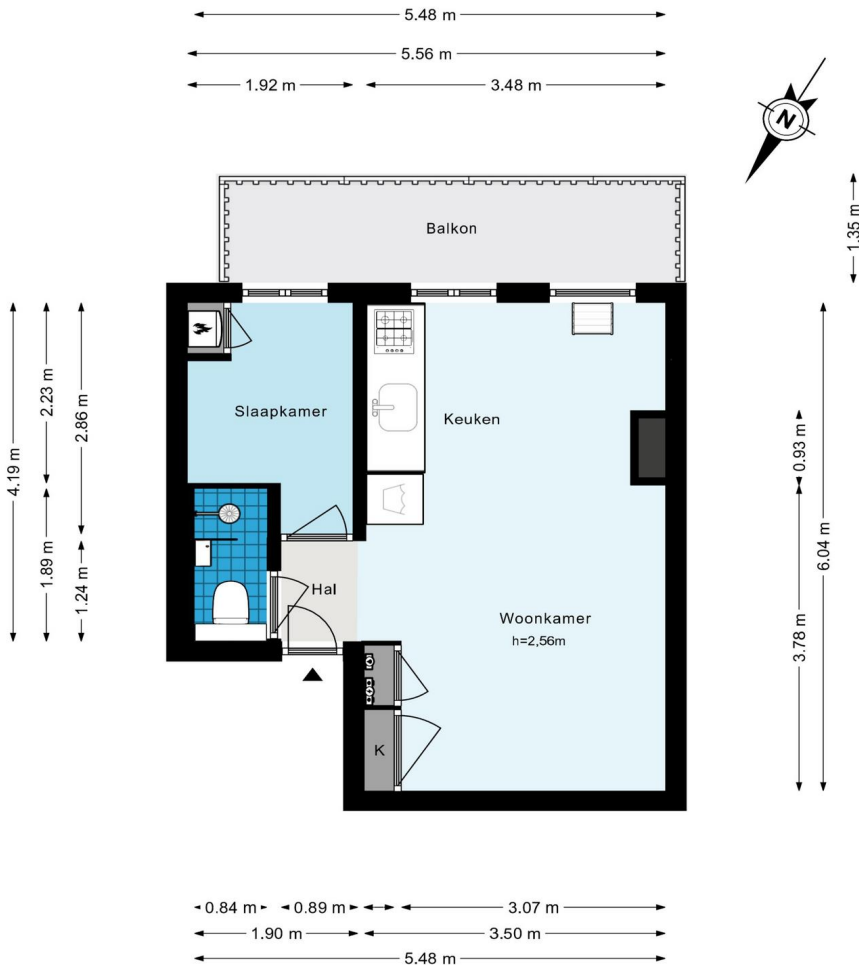 5.48 m
5.56 m
1.92 m
3.48 m
N
1.35 m
Balkon
4.19 m
2.23 m
2.86 m
Slaapkamer
Keuken
0.93 m
6.04 m
1.89 m
1.24 m
Hal
Woonkamer
h=2,56m
3.78 m
K
0.84 m
0.89 m
3.07 m
1.90 m
3.50 m
5.48 m